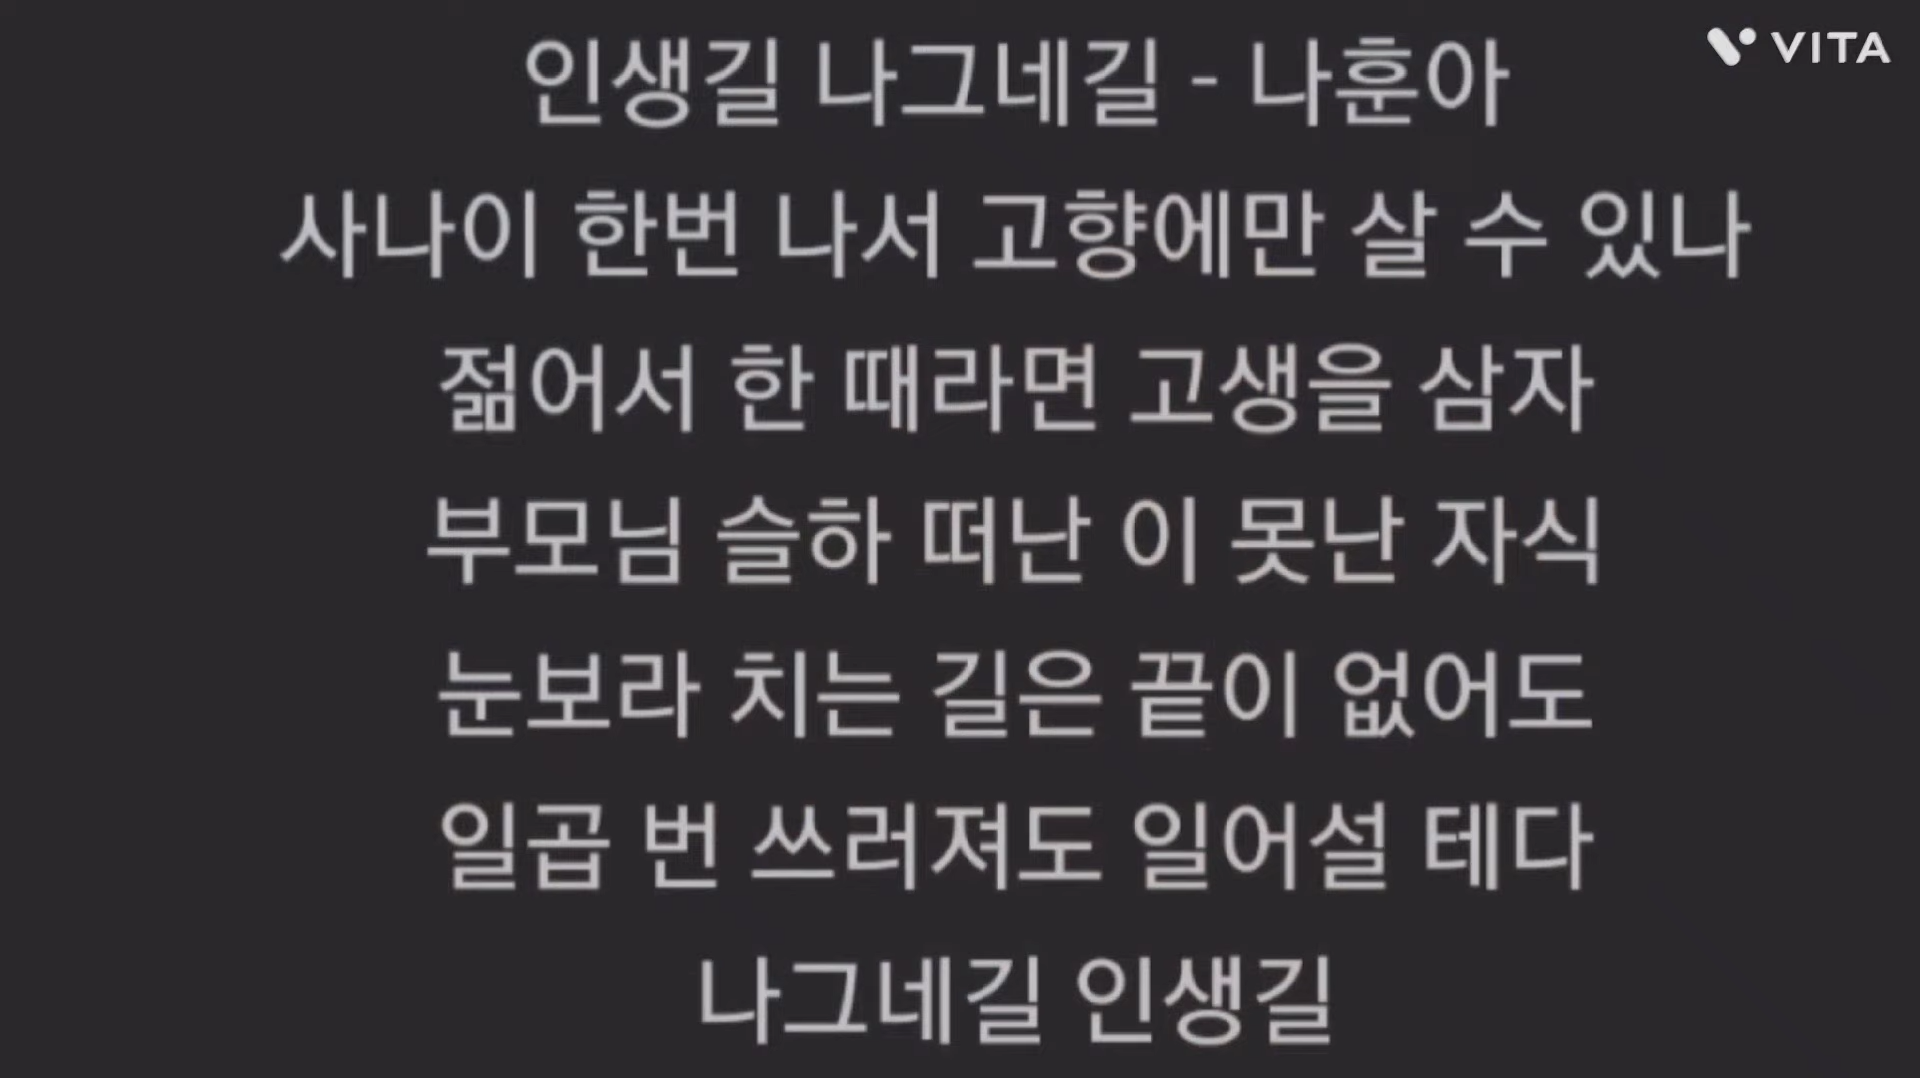 VITA
인생길 나그네길 - 나훈아
사나이 한번 나서 고향에만 살 수 있나
젊어서 한 때라면 고생을 삼자
부모님 슬하 떠난 이 못난 자식
눈보라 치는 길은 끝이 없어도
일곱 번 쓰러져도 일어설 테다
나그네길 인생길